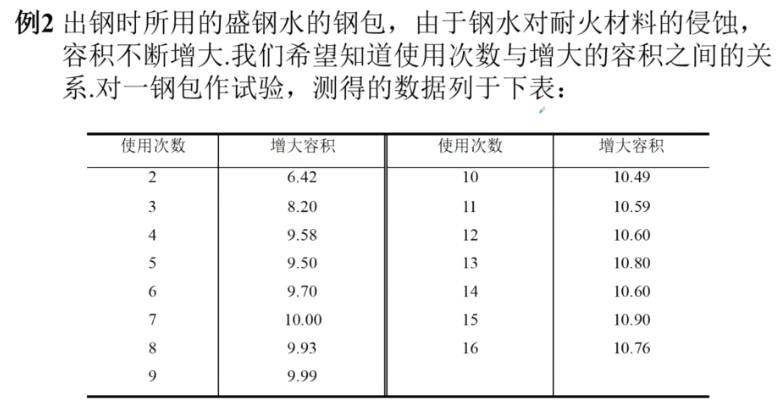 例2 出钢时所用的盛钢水的钢包，由于钢水对耐火材料的侵蚀，
容积不断增大.我们希望知道使用次数与增大的容积之间的关
系.对一钢包作试验，测得的数据列于下表：
使用次数 增大容积 使用次数 增大容积
2 6.42 10 10.49
3 8.20 11 10.59
4 9.58 12 10.60
5 9.50 13 10.80
6 9.70 14 10.60
7 10.00 15 10.90
8 9.93 16 10.76
9 9.99